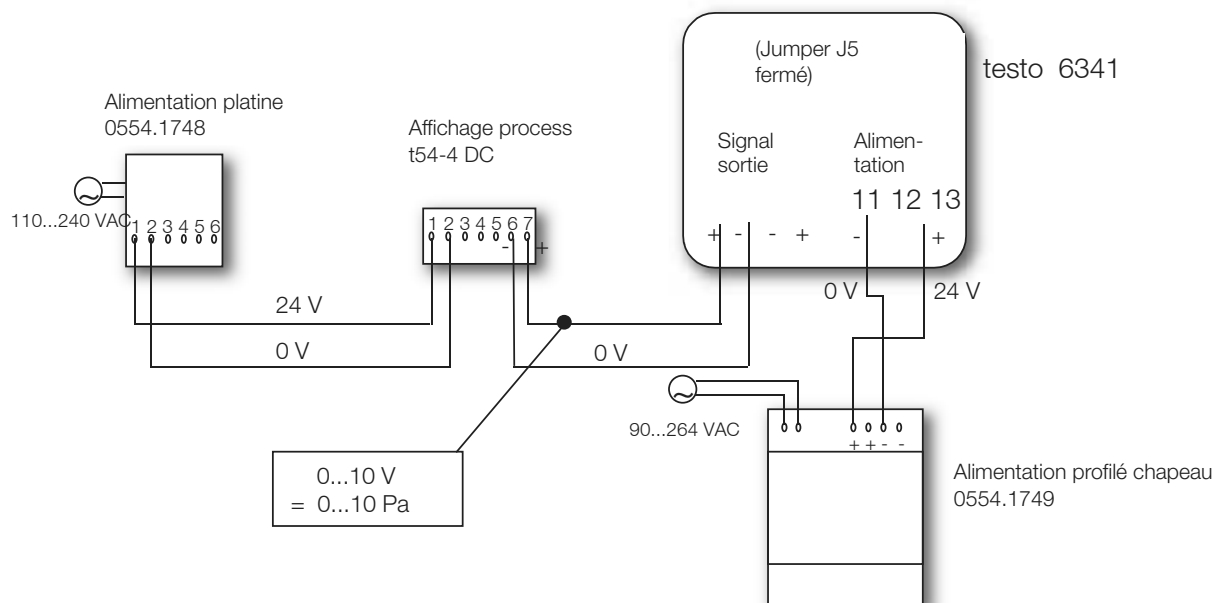 (Jumper J5
fermé)
testo 6341
Alimentation platine
0554.1748
Affichage process
t54-4 DC
Signal
sortie
Alimen-
tation
11 12 13
110...240 VAC
1 2 3 4 5 6
1 2 3 4 5 6 7
- +
+ - - + - +
0 V
24 V
24 V
0 V
0 V
90...264 VAC
+ + - -
0...10 V
= 0...10 Pa
Alimentation profilé chapeau
0554.1749